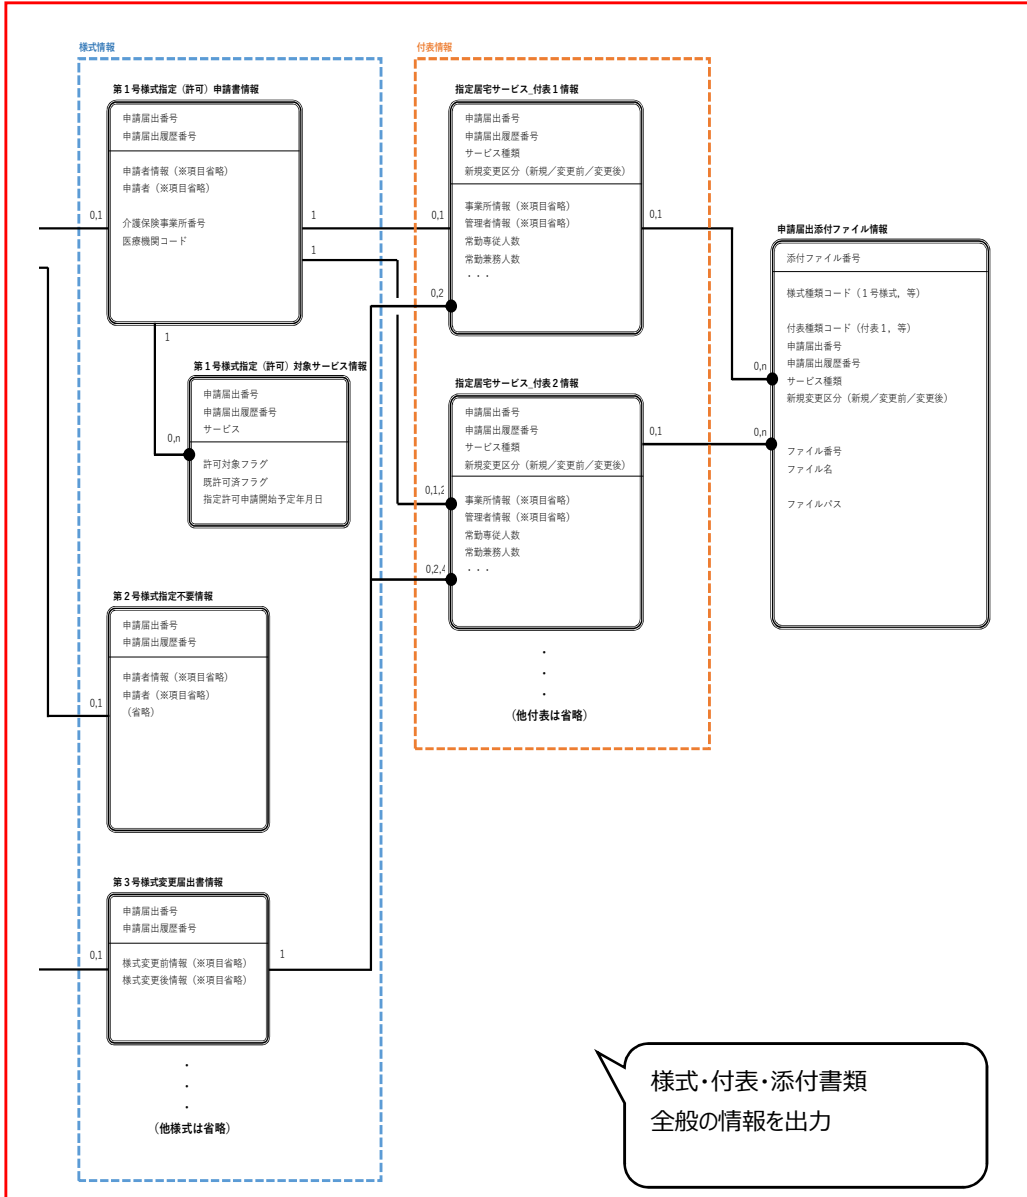 様式情報
第1号様式指定（許可）申請書情報
申請届出番号
申請届出履歴番号
申請者情報（※項目省略）
申請者（※項目省略）
介護保険事業所番号
医療機関コード
0,1
1
1
1
第1号様式指定（許可）対象サービス情報
申請届出番号
申請届出履歴番号
サービス
0,n
許可対象フラグ
既許可済フラグ
指定許可申請開始予定年月日
第2号様式指定不要情報
申請届出番号
申請届出履歴番号
申請者情報（※項目省略）
申請者（※項目省略）
（省略）
0,1
第3号様式変更届出書情報
申請届出番号
申請届出履歴番号
0,1
1
様式変更前情報（※項目省略）
様式変更後情報（※項目省略）
・
・
・
（他様式は省略）
付表情報
指定居宅サービス_付表1情報
申請届出番号
申請届出履歴番号
サービス種類
新規変更区分（新規／変更前／変更後）
事業所情報（※項目省略）
管理者情報（※項目省略）
常勤専従人数
常勤兼務人数
・・・
0,1
0,1
0,2
指定居宅サービス_付表2情報
申請届出番号
申請届出履歴番号
サービス種類
新規変更区分（新規／変更前／変更後）
0,1
事業所情報（※項目省略）
管理者情報（※項目省略）
常勤専従人数
常勤兼務人数
・・・
0,1,2
0,2,4
・
・
・
（他付表は省略）
申請届出添付ファイル情報
添付ファイル番号
様式種類コード（1号様式，等）
付表種類コード（付表1，等）
申請届出番号
申請届出履歴番号
サービス種類
新規変更区分（新規／変更前／変更後）
0,n
0,n
ファイル番号
ファイル名
ファイルパス
様式・付表・添付書類
全般の情報を出力